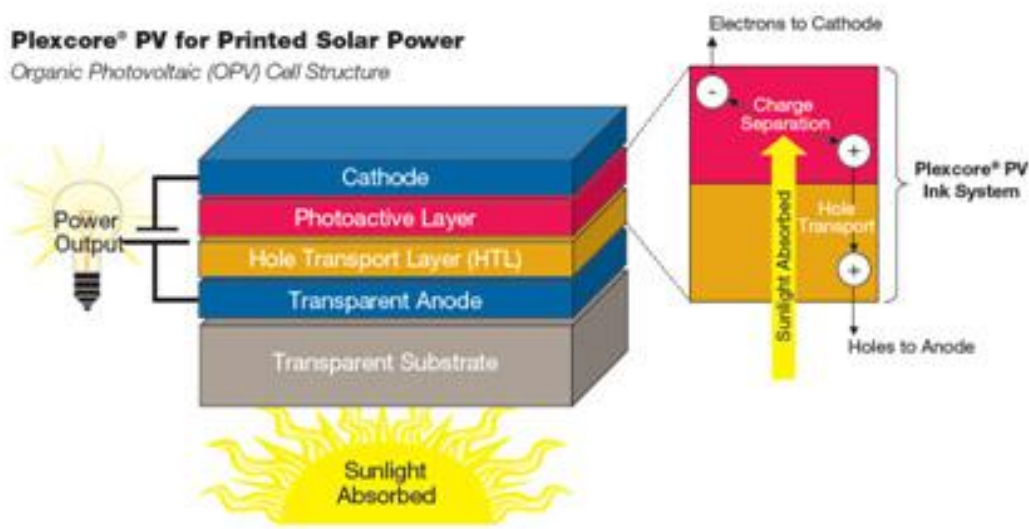 Plexcore® PV for Printed Solar Power
Organic Photovoltaic (OPV) Cell Structure
Power
Output
Cathode
Photoactive Layer
Hole Transport Layer (HTL)
Transparent Anode
Transparent Substrate
Sunlight
Absorbed
Electrons to Cathode
-
Charge
Separation
+
Hole
Transport
+
Sunlight Absorbed
Holes to Anode
Plexcore® PV
Ink System